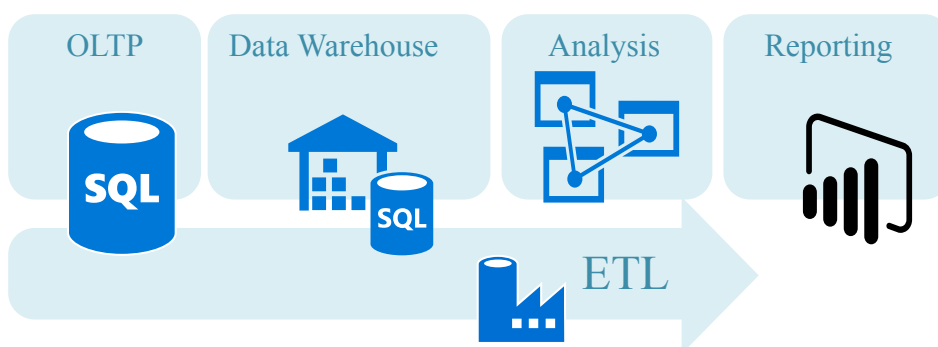 OLTP
Data Warehouse
Analysis
Reporting
SQL
SQL
ETL